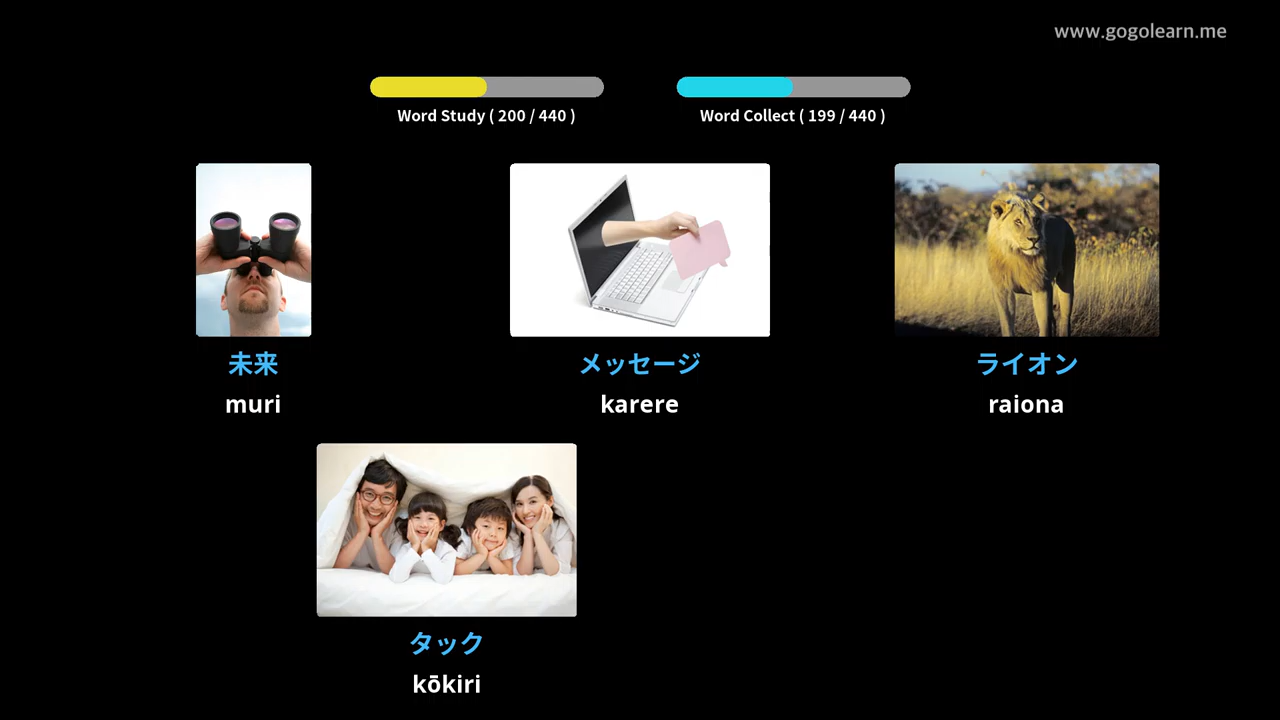 www.gogolearn.me
Word Study ( 200 / 440 )
Word Collect ( 199 / 440 )
未来
muri
メッセージ
karere
ライオン
raiona
タック
kōkiri